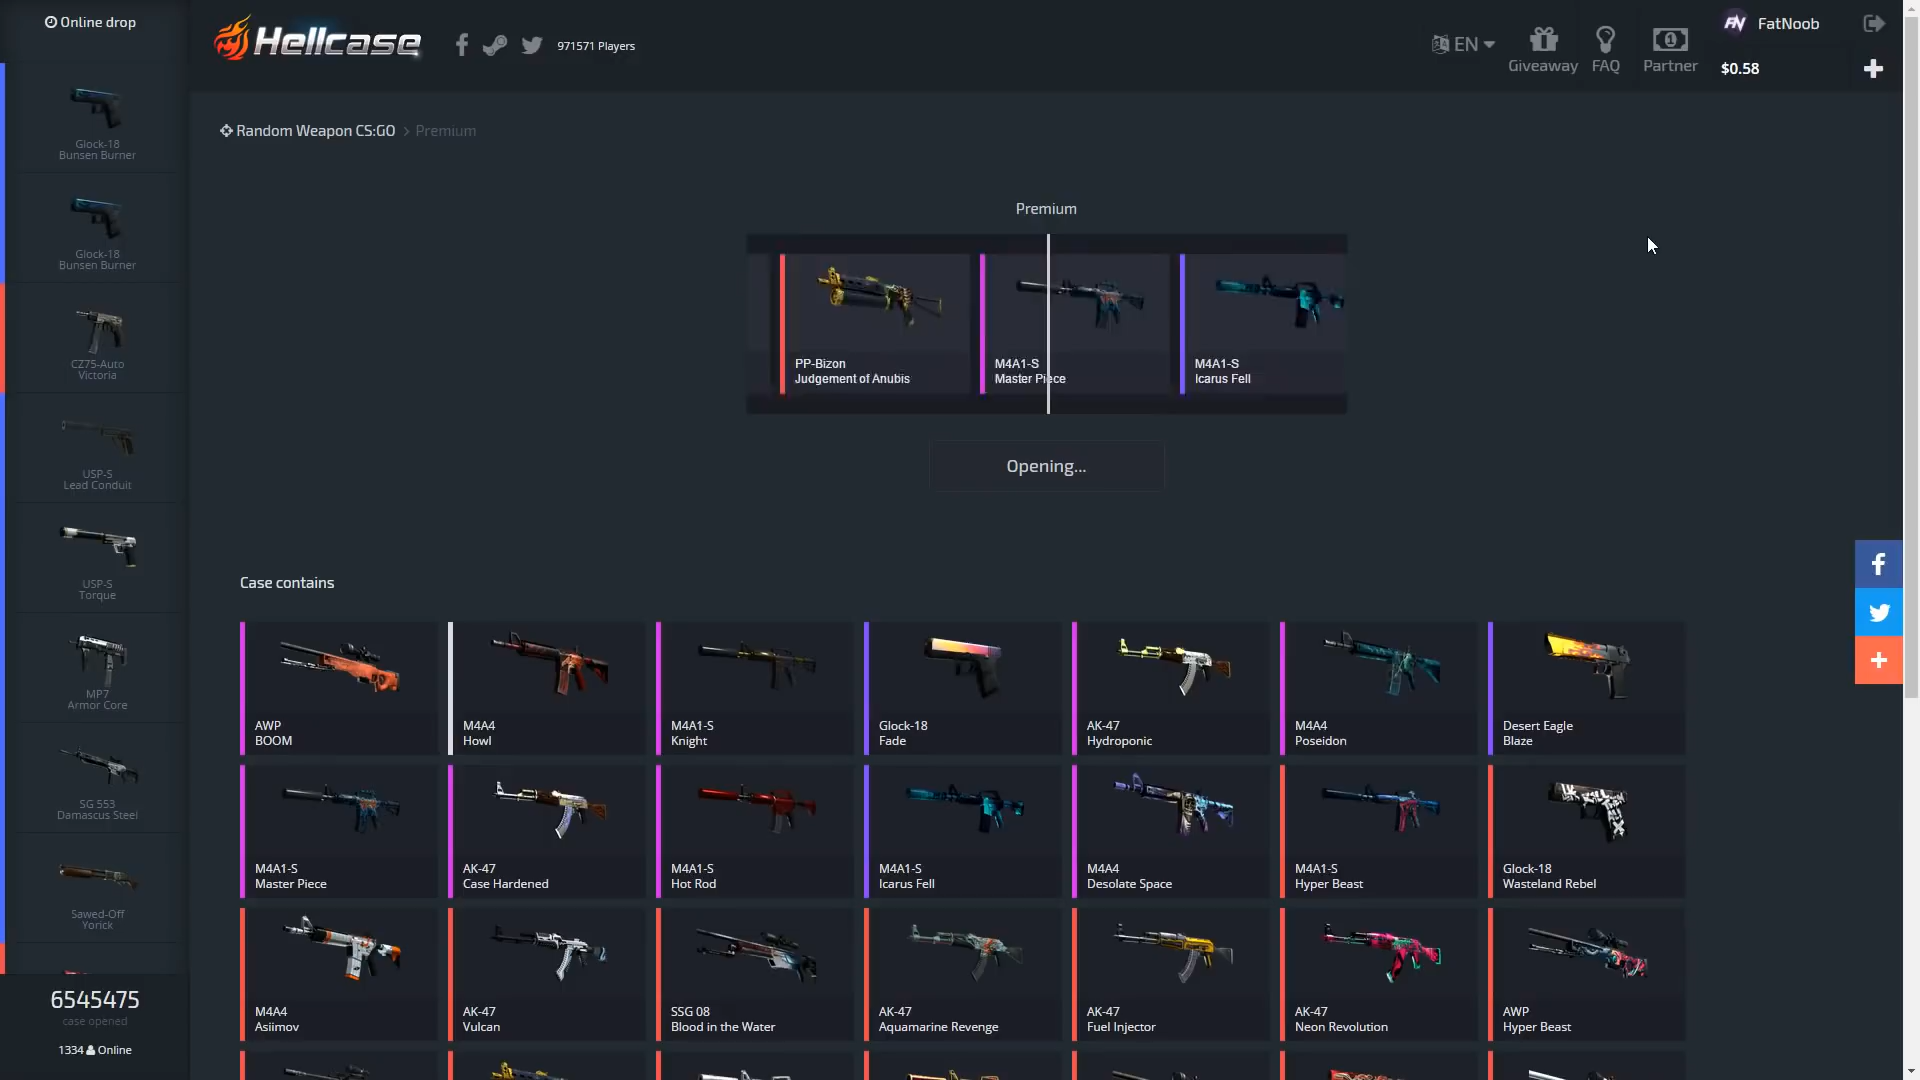 Online drop
Hellcase
971571 Players
EN
Giveaway
FAQ
Partner
FatNoob
$0.58
Glock-18
Bunsen Burner
Glock-18
Bunsen Burner
CZ75-Auto
Victoria
USP-S
Lead Conduit
USP-S
Torque
MP7
Armor Core
SG 553
Damascus Steel
Sawed-Off
Yorick
6545475
case opened
1334 Online
Random Weapon CS:GO > Premium
Premium
PP-Bizon
Judgement of Anubis
M4A1-S
Master Piece
M4A1-S
Icarus Fell
Opening...
Case contains
AWP
BOOM
M4A4
Howl
M4A1-S
Knight
Glock-18
Fade
AK-47
Hydroponic
M4A4
Poseidon
Desert Eagle
Blaze
M4A1-S
Master Piece
AK-47
Case Hardened
M4A1-S
Hot Rod
M4A1-S
Icarus Fell
M4A4
Desolate Space
M4A1-S
Hyper Beast
Glock-18
Wasteland Rebel
M4A4
Asiimov
AK-47
Vulcan
SSG 08
Blood in the Water
AK-47
Aquamarine Revenge
AK-47
Fuel Injector
AK-47
Neon Revolution
AWP
Hyper Beast